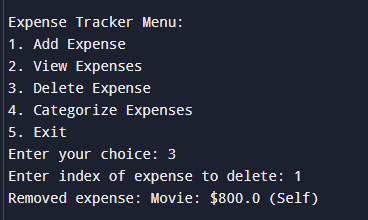 Expense Tracker Menu:
1. Add Expense
2. View Expenses
3. Delete Expense
4. Categorize Expenses
5. Exit
Enter your choice: 3
Enter index of expense to delete: 1
Removed expense: Movie: $800.0 (Self)